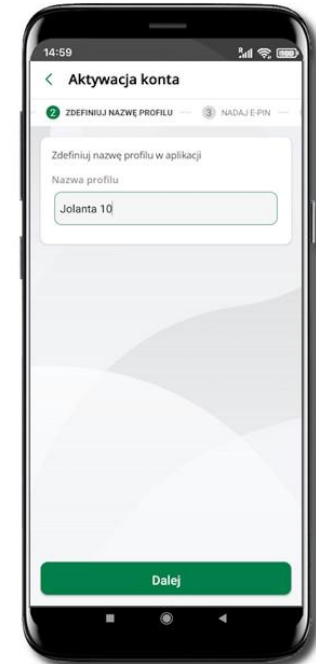 14:59
Aktywacja konta
2 ZDEFINIUJ NAZWĘ PROFILU 3 NADAJ E-PIN
Zdefiniuj nazwę profilu w aplikacji
Nazwa profilu
Jolanta 10
Dalej